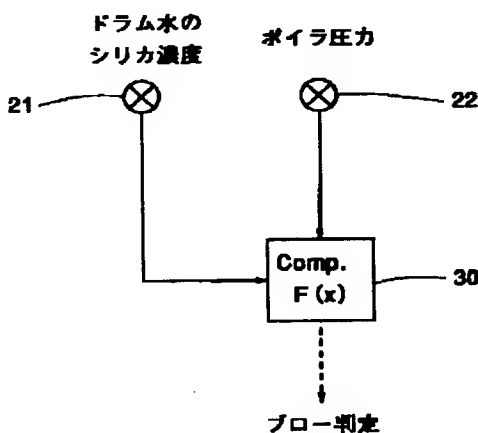 ドラム水の
シリカ濃度
ボイラ圧力
21
22
Comp.
F(x)
30
ブロー判定